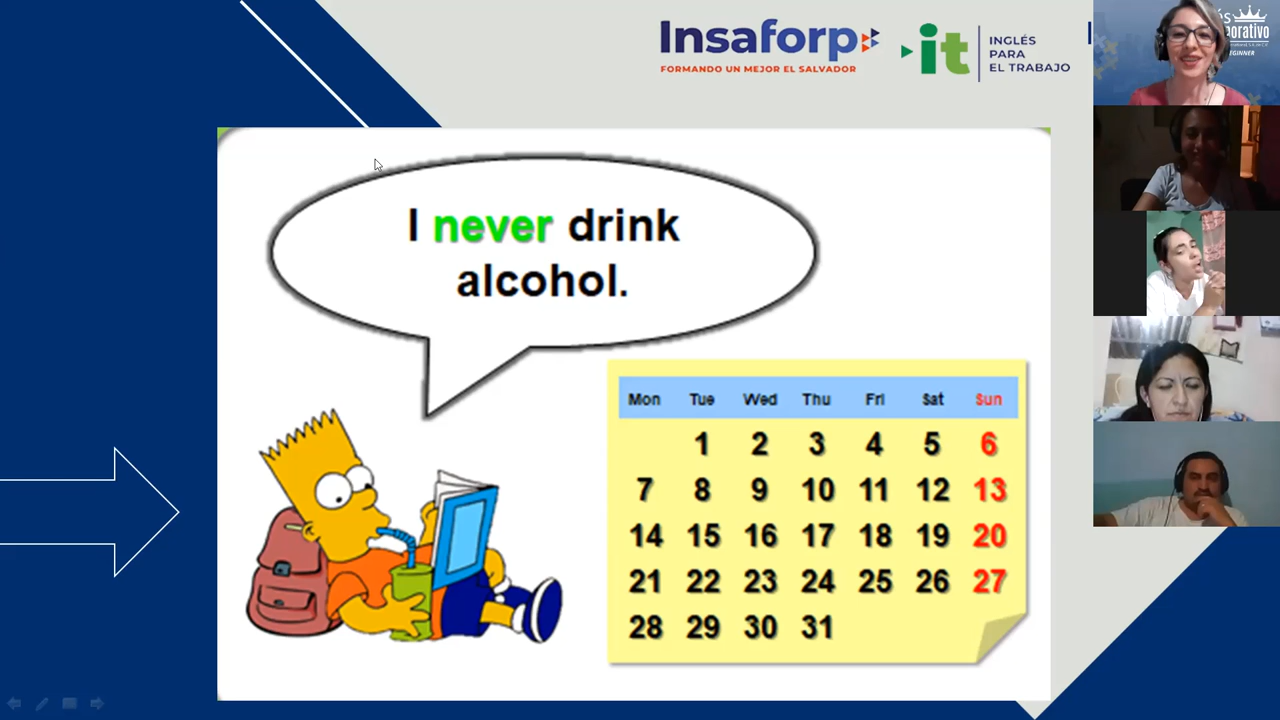 Insaforp
FORMANDO UN MEJOR EL SALVADOR
it
INGLÉS
PARA
EL TRABAJO
I never drink
alcohol.
Mon Tue Wed Thu Fri Sat Sun
1 2 3 4 5 6
7 8 9 10 11 12 13
14 15 16 17 18 19 20
21 22 23 24 25 26 27
28 29 30 31